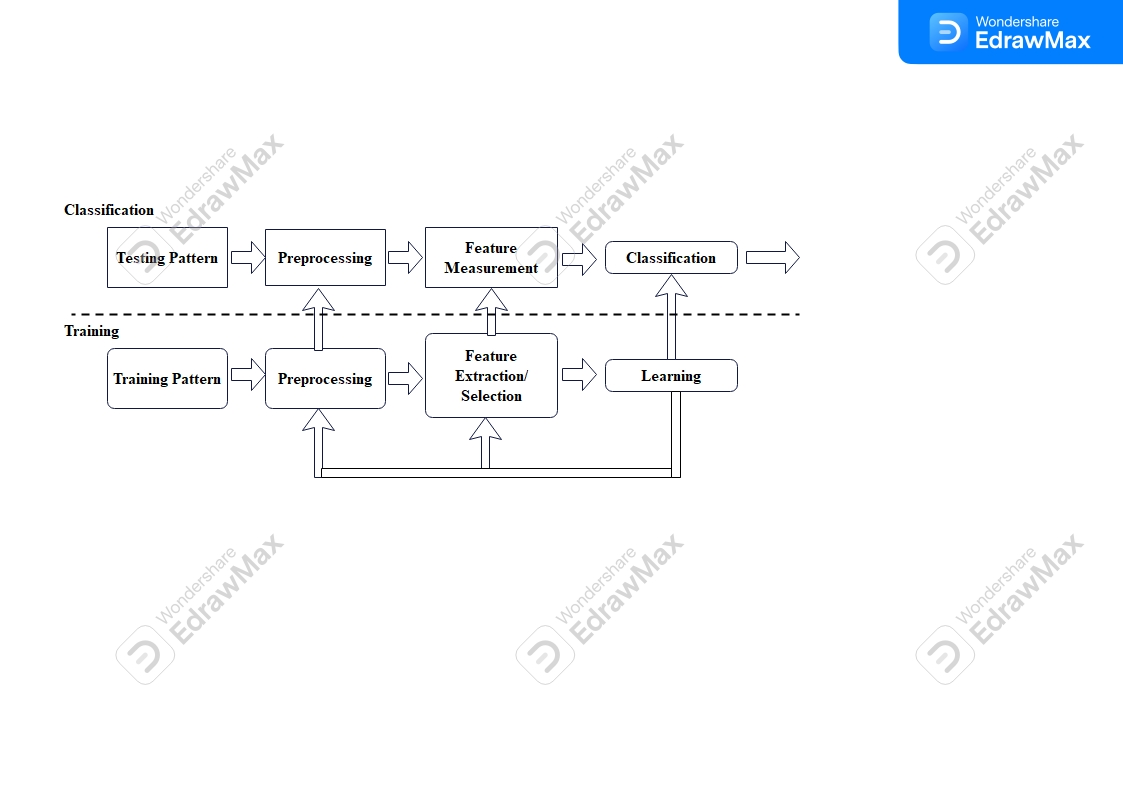 Wondershare
EdrawMax
Wondershare
EdrawMax
Wondershare
EdrawMax
Wondershare
EdrawMax
Classification
Testing Pattern
Preprocessing
Feature
Measurement
Classification
Training
Training Pattern
Preprocessing
Feature
Extraction/
Selection
Learning
Wondershare
EdrawMax
Wondershare
EdrawMax
Wondershare
EdrawMax